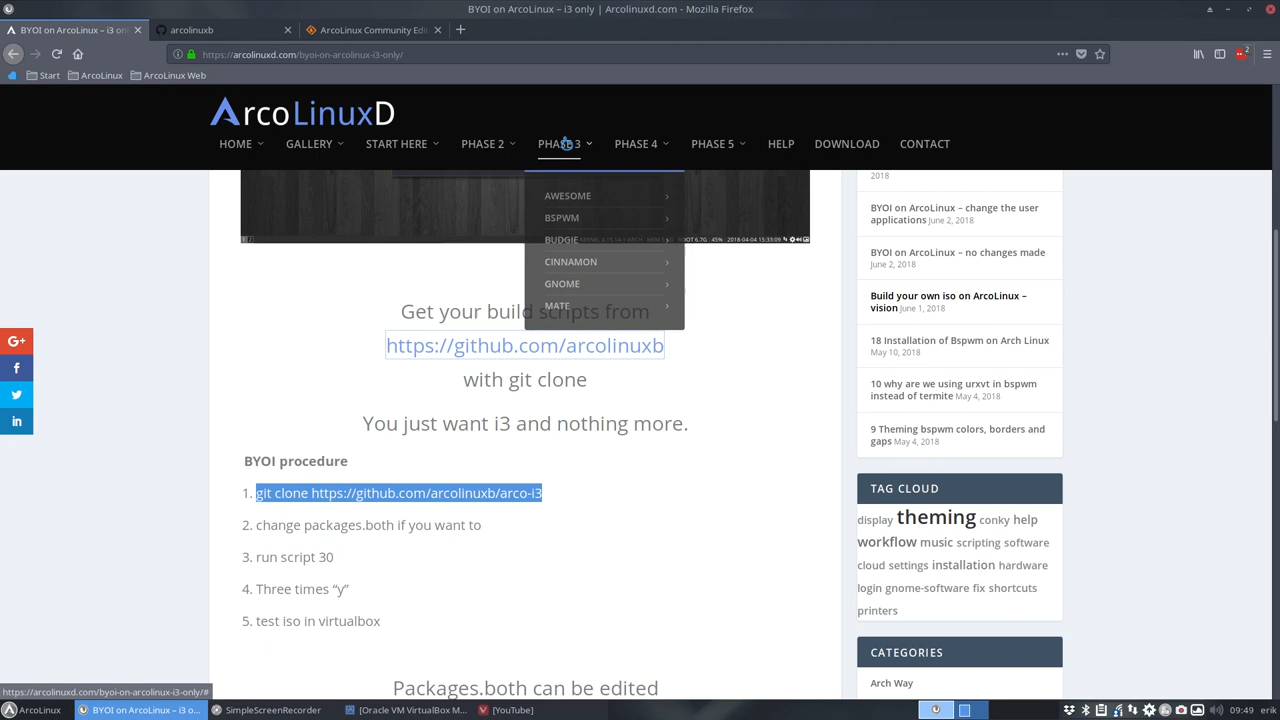 BYOI on ArcoLinux – i3 only | Arcolinuxd.com - Mozilla Firefox
BYOI on ArcoLinux – i3 onl
arcolinuxb
ArcoLinux Community Edi
https://arcolinuxd.com/byoi-on-arcolinux-i3-only/
2
Start
ArcoLinux
ArcoLinux Web
ArcoLinuxD
HOME
GALLERY
START HERE
PHASE 2
PHASE 3
PHASE 4
PHASE 5
HELP
DOWNLOAD
CONTACT
AWESOME
BSPWM
BUDGIE
CINNAMON
GNOME
MATE
Get your build scripts from
https://github.com/arcolinuxb
with git clone
You just want i3 and nothing more.
BYOI procedure
1. git clone https://github.com/arcolinuxb/arco-i3
2. change packages.both if you want to
3. run script 30
4. Three times “y”
5. test iso in virtualbox
Packages.both can be edited
2018
BYOI on ArcoLinux – change the user
applications June 2, 2018
BYOI on ArcoLinux – no changes made
June 2, 2018
Build your own iso on ArcoLinux –
vision June 1, 2018
18 Installation of Bspwm on Arch Linux
May 10, 2018
10 why are we using urxvt in bspwm
instead of termite May 4, 2018
9 Theming bspwm colors, borders and
gaps May 4, 2018
TAG CLOUD
display theming conky help
workflow music scripting software
cloud settings installation hardware
login gnome-software fix shortcuts
printers
CATEGORIES
Arch Way
G+
f
in
https://arcolinuxd.com/byoi-on-arcolinux-i3-only/#
ArcoLinux
BYOI on ArcoLinux – i3 o...
SimpleScreenRecorder
[Oracle VM VirtualBox M...
[YouTube]
09:49
erik